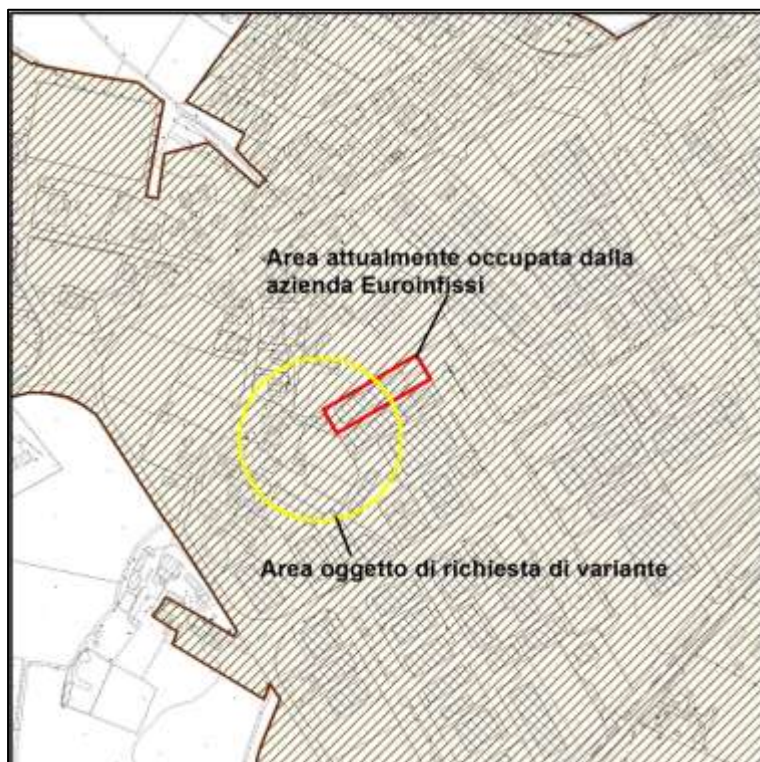 Area attualmente occupata dalla
azienda Euroinfissi
Area oggetto di richiesta di variante